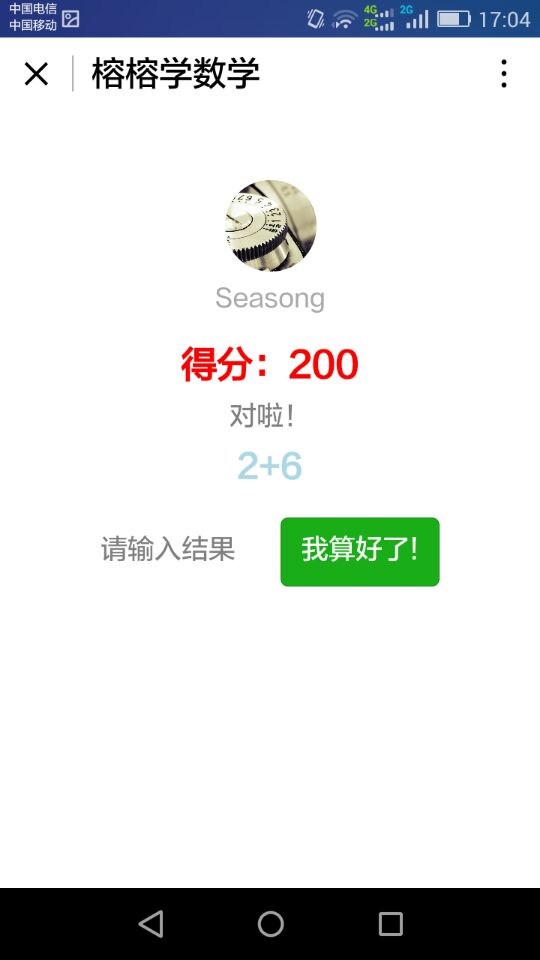 中国电信
中国移动
4G
2G
2G
17:04
榕榕学数学
Seasong
得分：200
对啦！
2+6
请输入结果
我算好了!